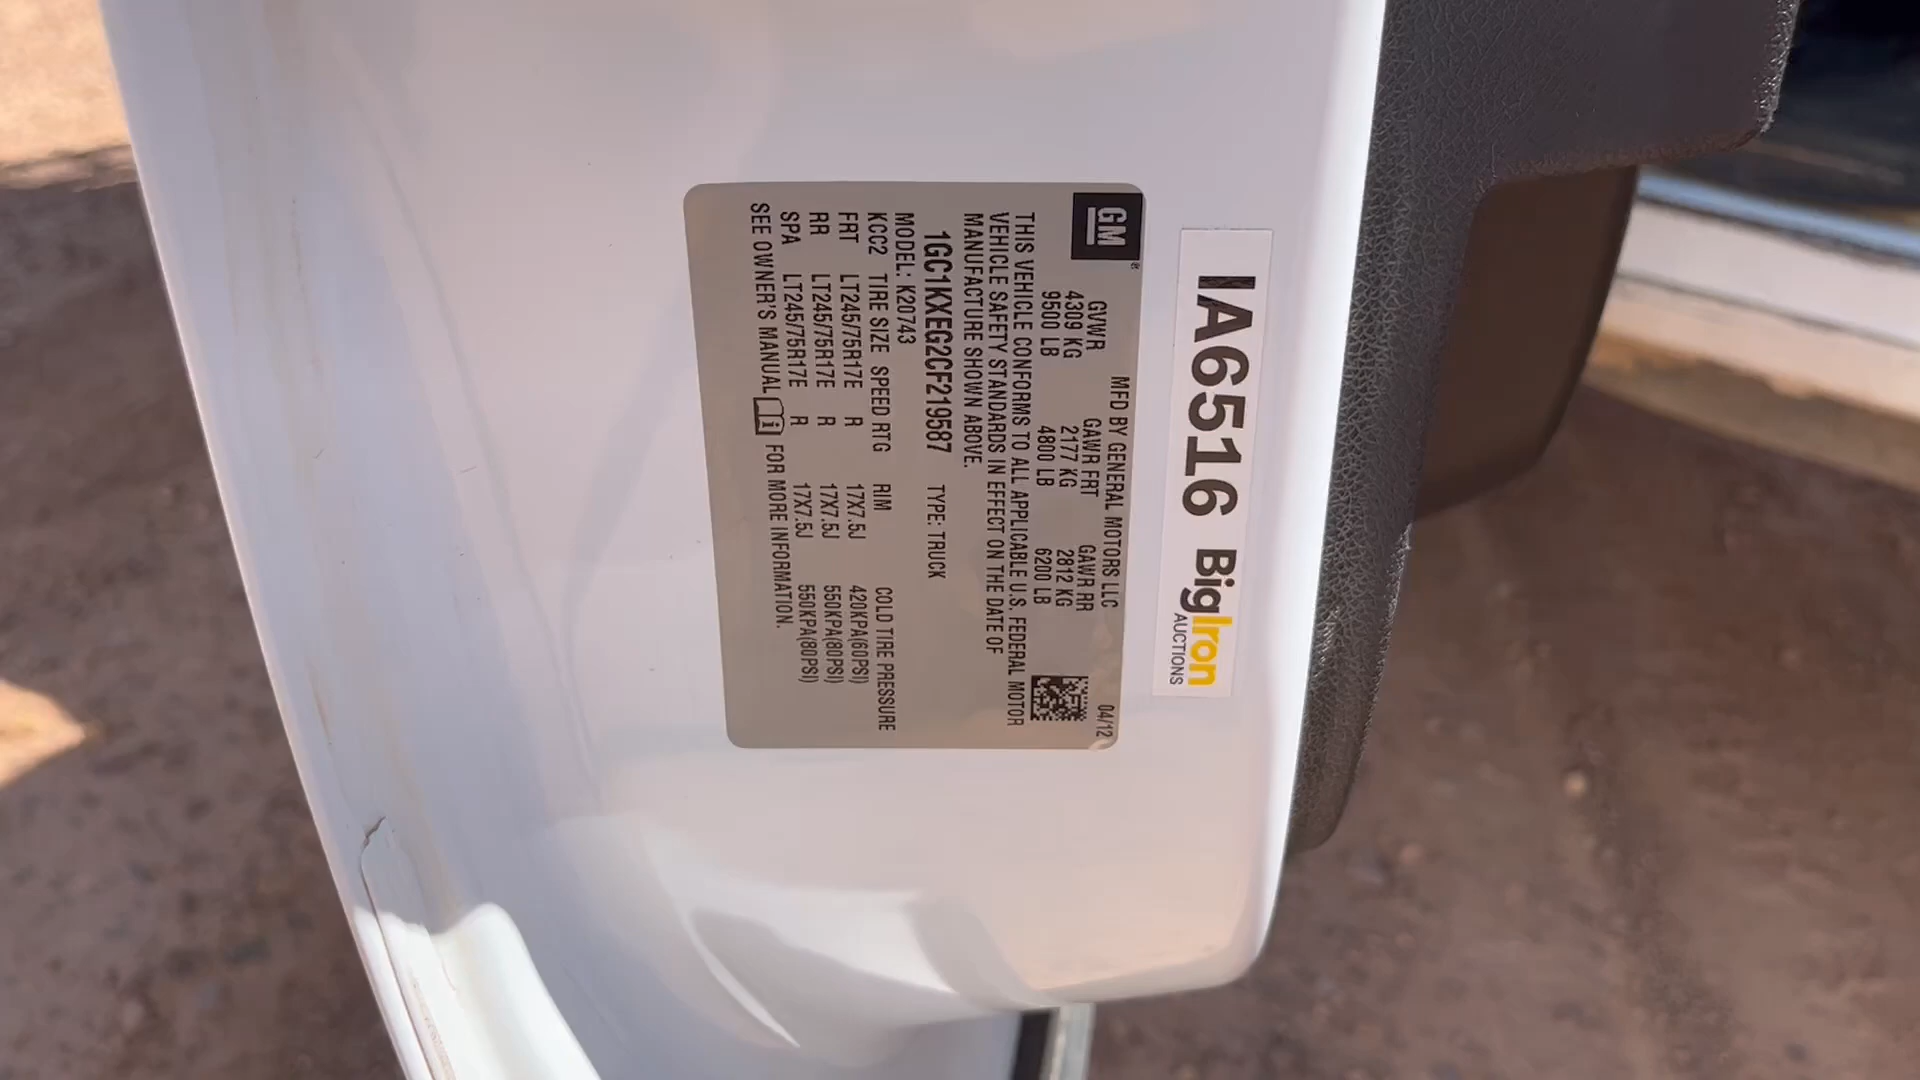 IA6516 BigIron
AUCTIONS
GM
MFD BY GENERAL MOTORS LLC 04/12
GVWR GAWR FRT GAWR RR
4309 KG 2177 KG 2812 KG
9500 LB 4800 LB 6200 LB
THIS VEHICLE CONFORMS TO ALL APPLICABLE U.S. FEDERAL MOTOR
VEHICLE SAFETY STANDARDS IN EFFECT ON THE DATE OF
MANUFACTURE SHOWN ABOVE.
1GC1KXEG2CF219587 TYPE: TRUCK
MODEL: K20743
KCC2 TIRE SIZE SPEED RTG RIM COLD TIRE PRESSURE
FRT LT245/75R17E R 17X7.5J 420KPA(60PSI)
RR LT245/75R17E R 17X7.5J 550KPA(80PSI)
SPA LT245/75R17E R 17X7.5J 550KPA(80PSI)
SEE OWNER'S MANUAL FOR MORE INFORMATION.